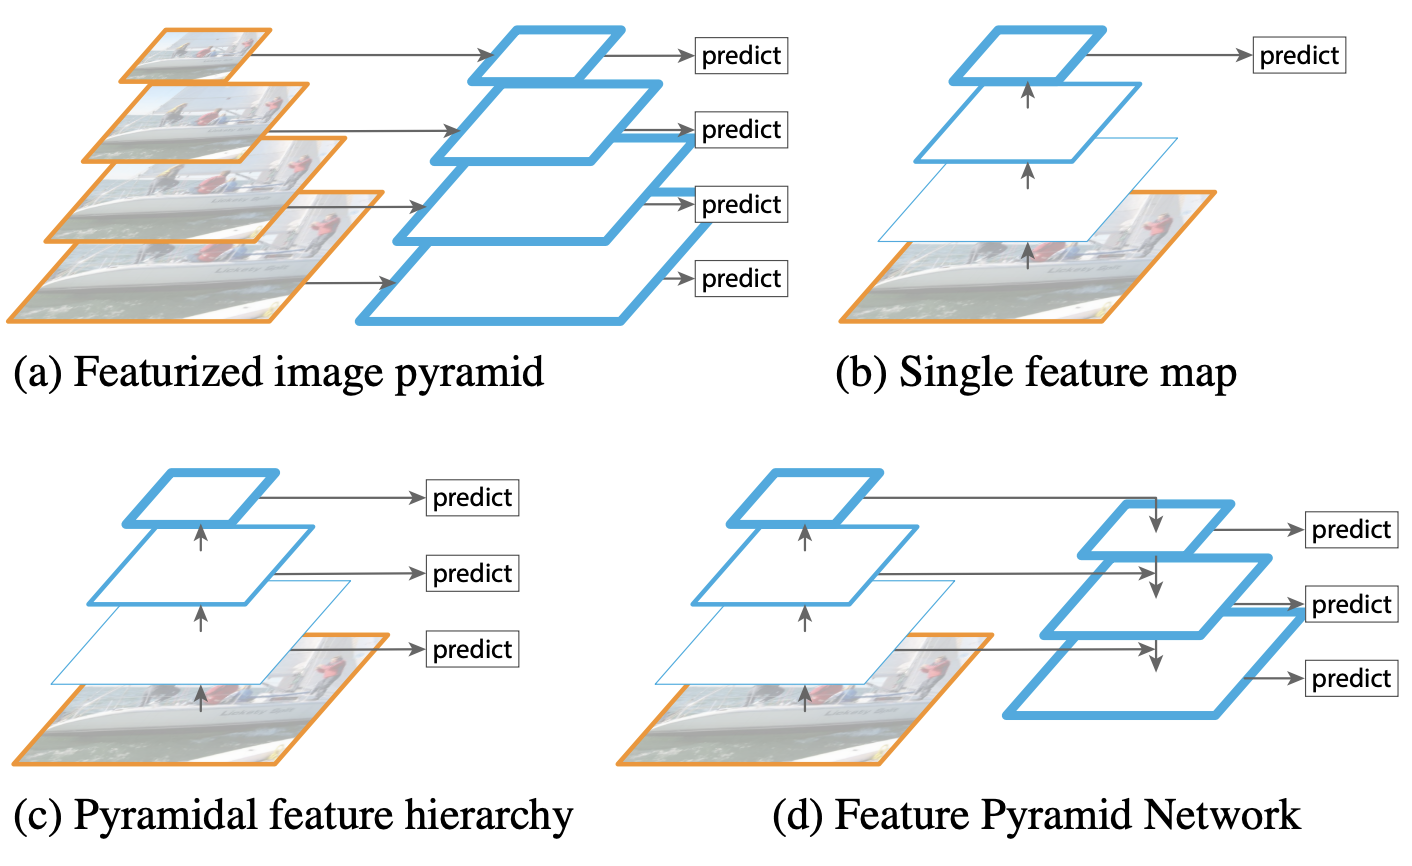 predict
predict
predict
predict
predict
(a) Featurized image pyramid
(b) Single feature map
predict
predict
predict
predict
predict
predict
(c) Pyramidal feature hierarchy
(d) Feature Pyramid Network